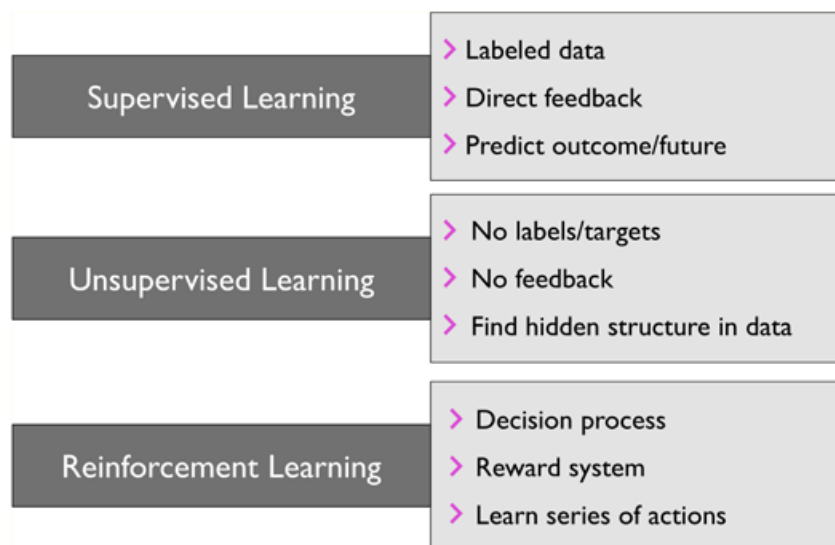 Supervised Learning
Labeled data
Direct feedback
Predict outcome/future
Unsupervised Learning
No labels/targets
No feedback
Find hidden structure in data
Reinforcement Learning
Decision process
Reward system
Learn series of actions